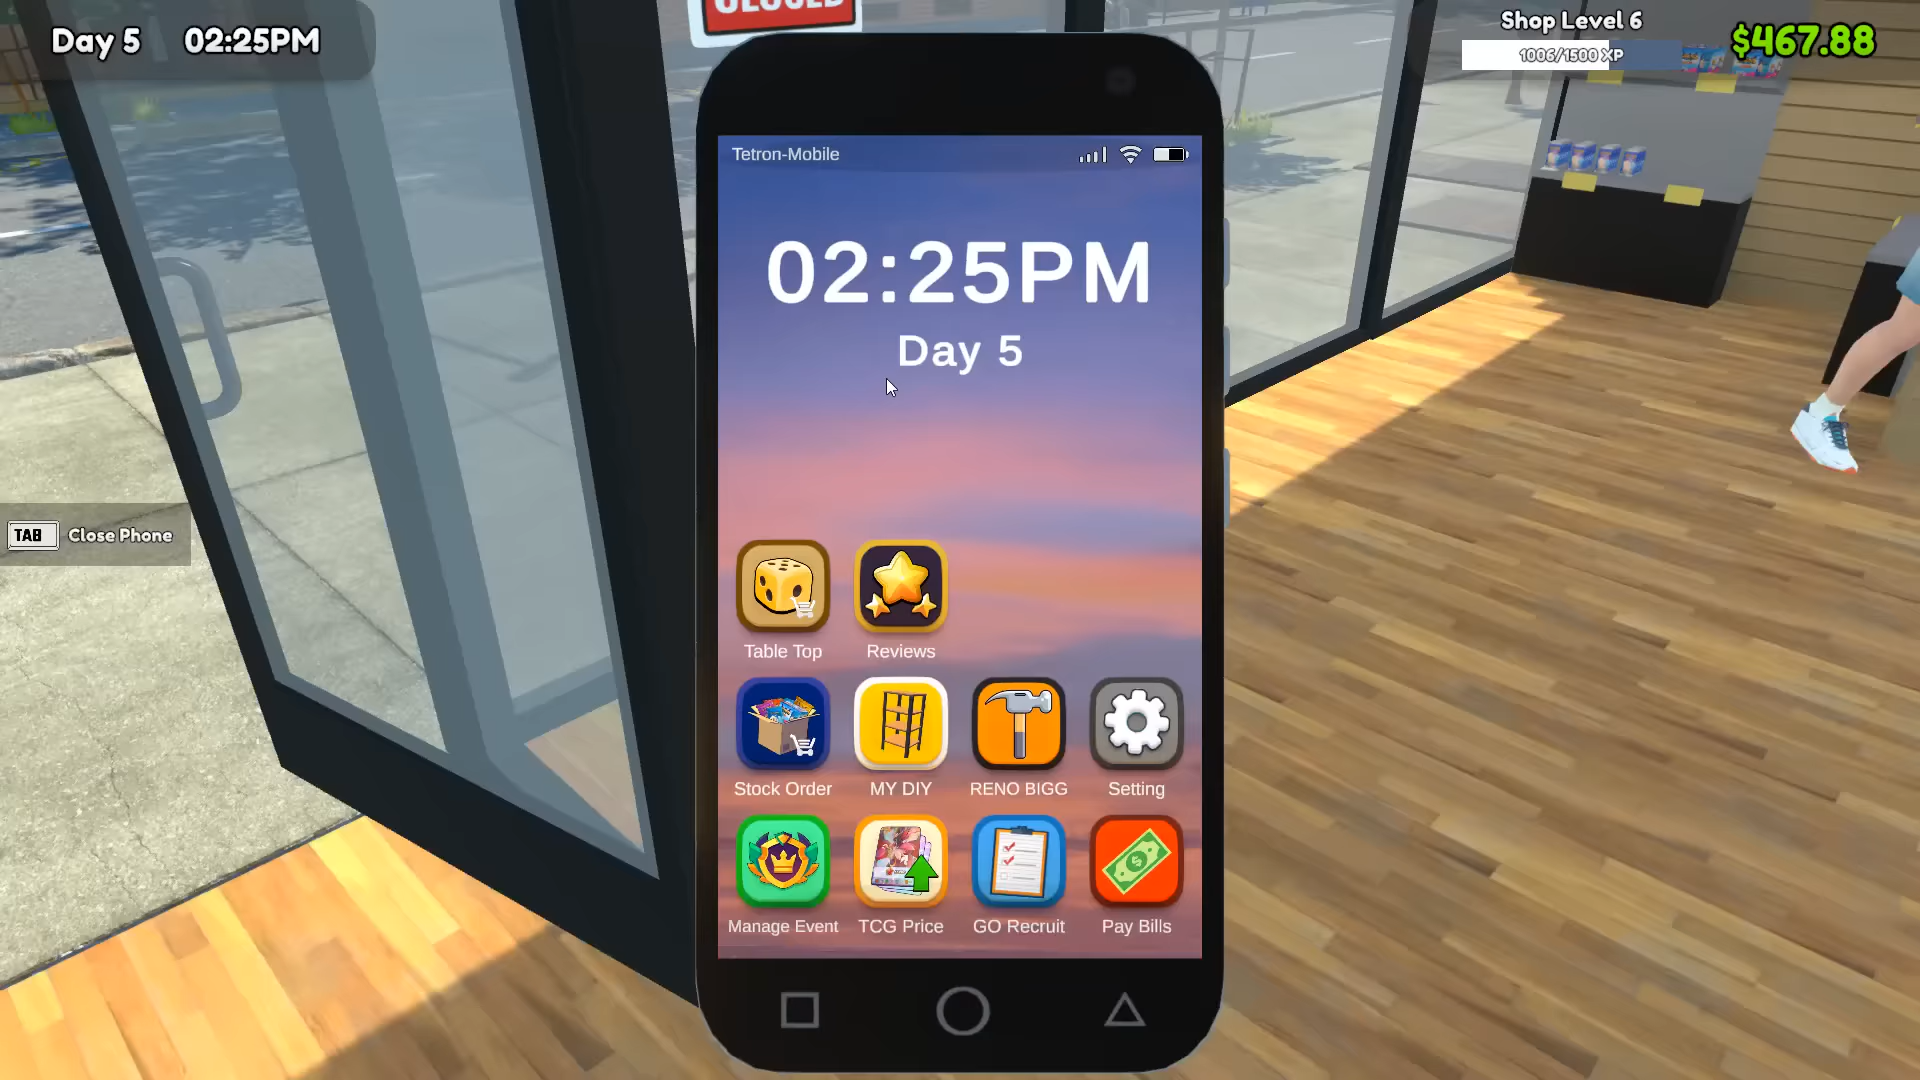 Day 5 02:25PM
CLOSED
Shop Level 6
1006/1500 XP
$467.88
Tetron-Mobile
02:25PM
Day 5
TAB Close Phone
Table Top Reviews
Stock Order MY DIY RENO BIGG Setting
Manage Event TCG Price GO Recruit Pay Bills